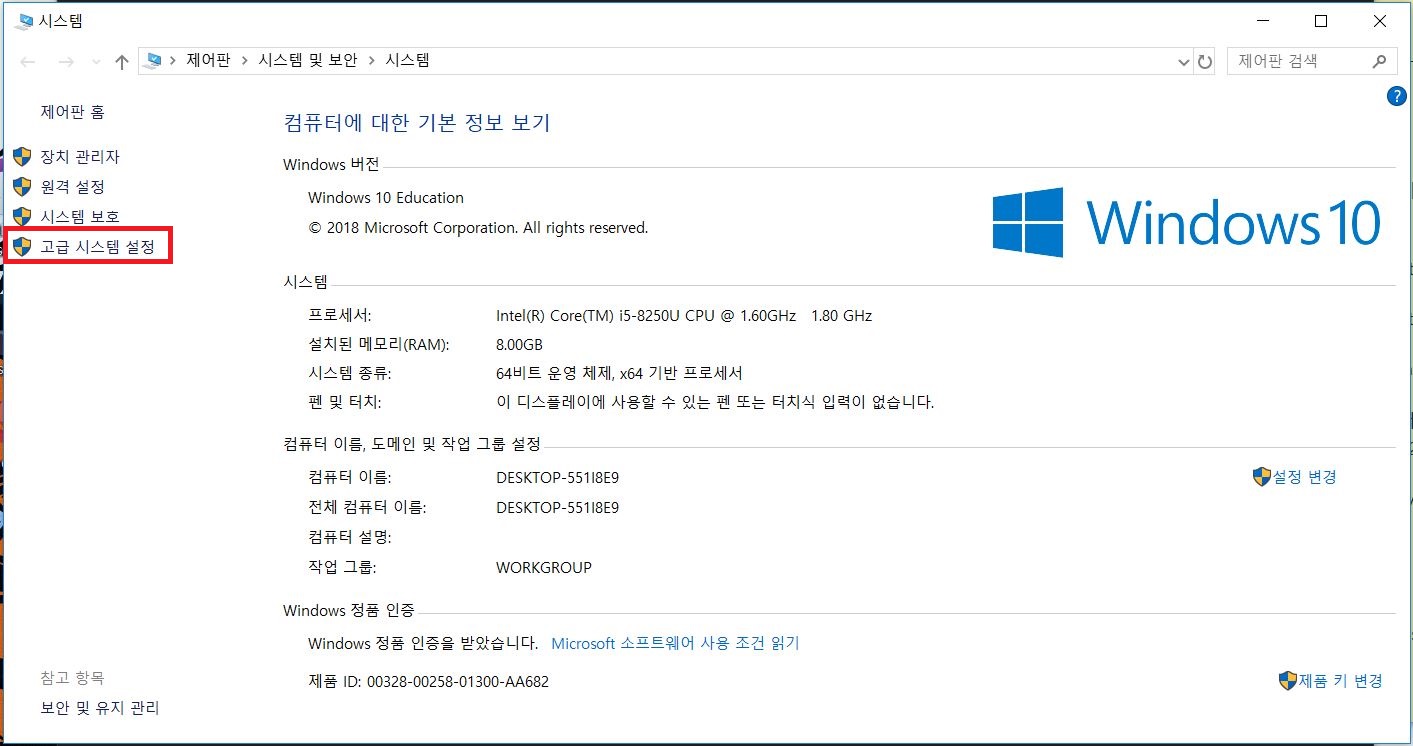 시스템
제어판 > 시스템 및 보안 > 시스템
제어판 검색
?
제어판 홈
장치 관리자
원격 설정
시스템 보호
고급 시스템 설정
컴퓨터에 대한 기본 정보 보기
Windows 버전
Windows 10 Education
© 2018 Microsoft Corporation. All rights reserved.
Windows 10
시스템
프로세서: Intel(R) Core(TM) i5-8250U CPU @ 1.60GHz 1.80 GHz
설치된 메모리(RAM): 8.00GB
시스템 종류: 64비트 운영 체제, x64 기반 프로세서
펜 및 터치: 이 디스플레이에 사용할 수 있는 펜 또는 터치식 입력이 없습니다.
컴퓨터 이름, 도메인 및 작업 그룹 설정
컴퓨터 이름: DESKTOP-551I8E9
설정 변경
전체 컴퓨터 이름: DESKTOP-551I8E9
컴퓨터 설명:
작업 그룹: WORKGROUP
Windows 정품 인증
Windows 정품 인증을 받았습니다. Microsoft 소프트웨어 사용 조건 읽기
제품 ID: 00328-00258-01300-AA682
제품 키 변경
참고 항목
보안 및 유지 관리